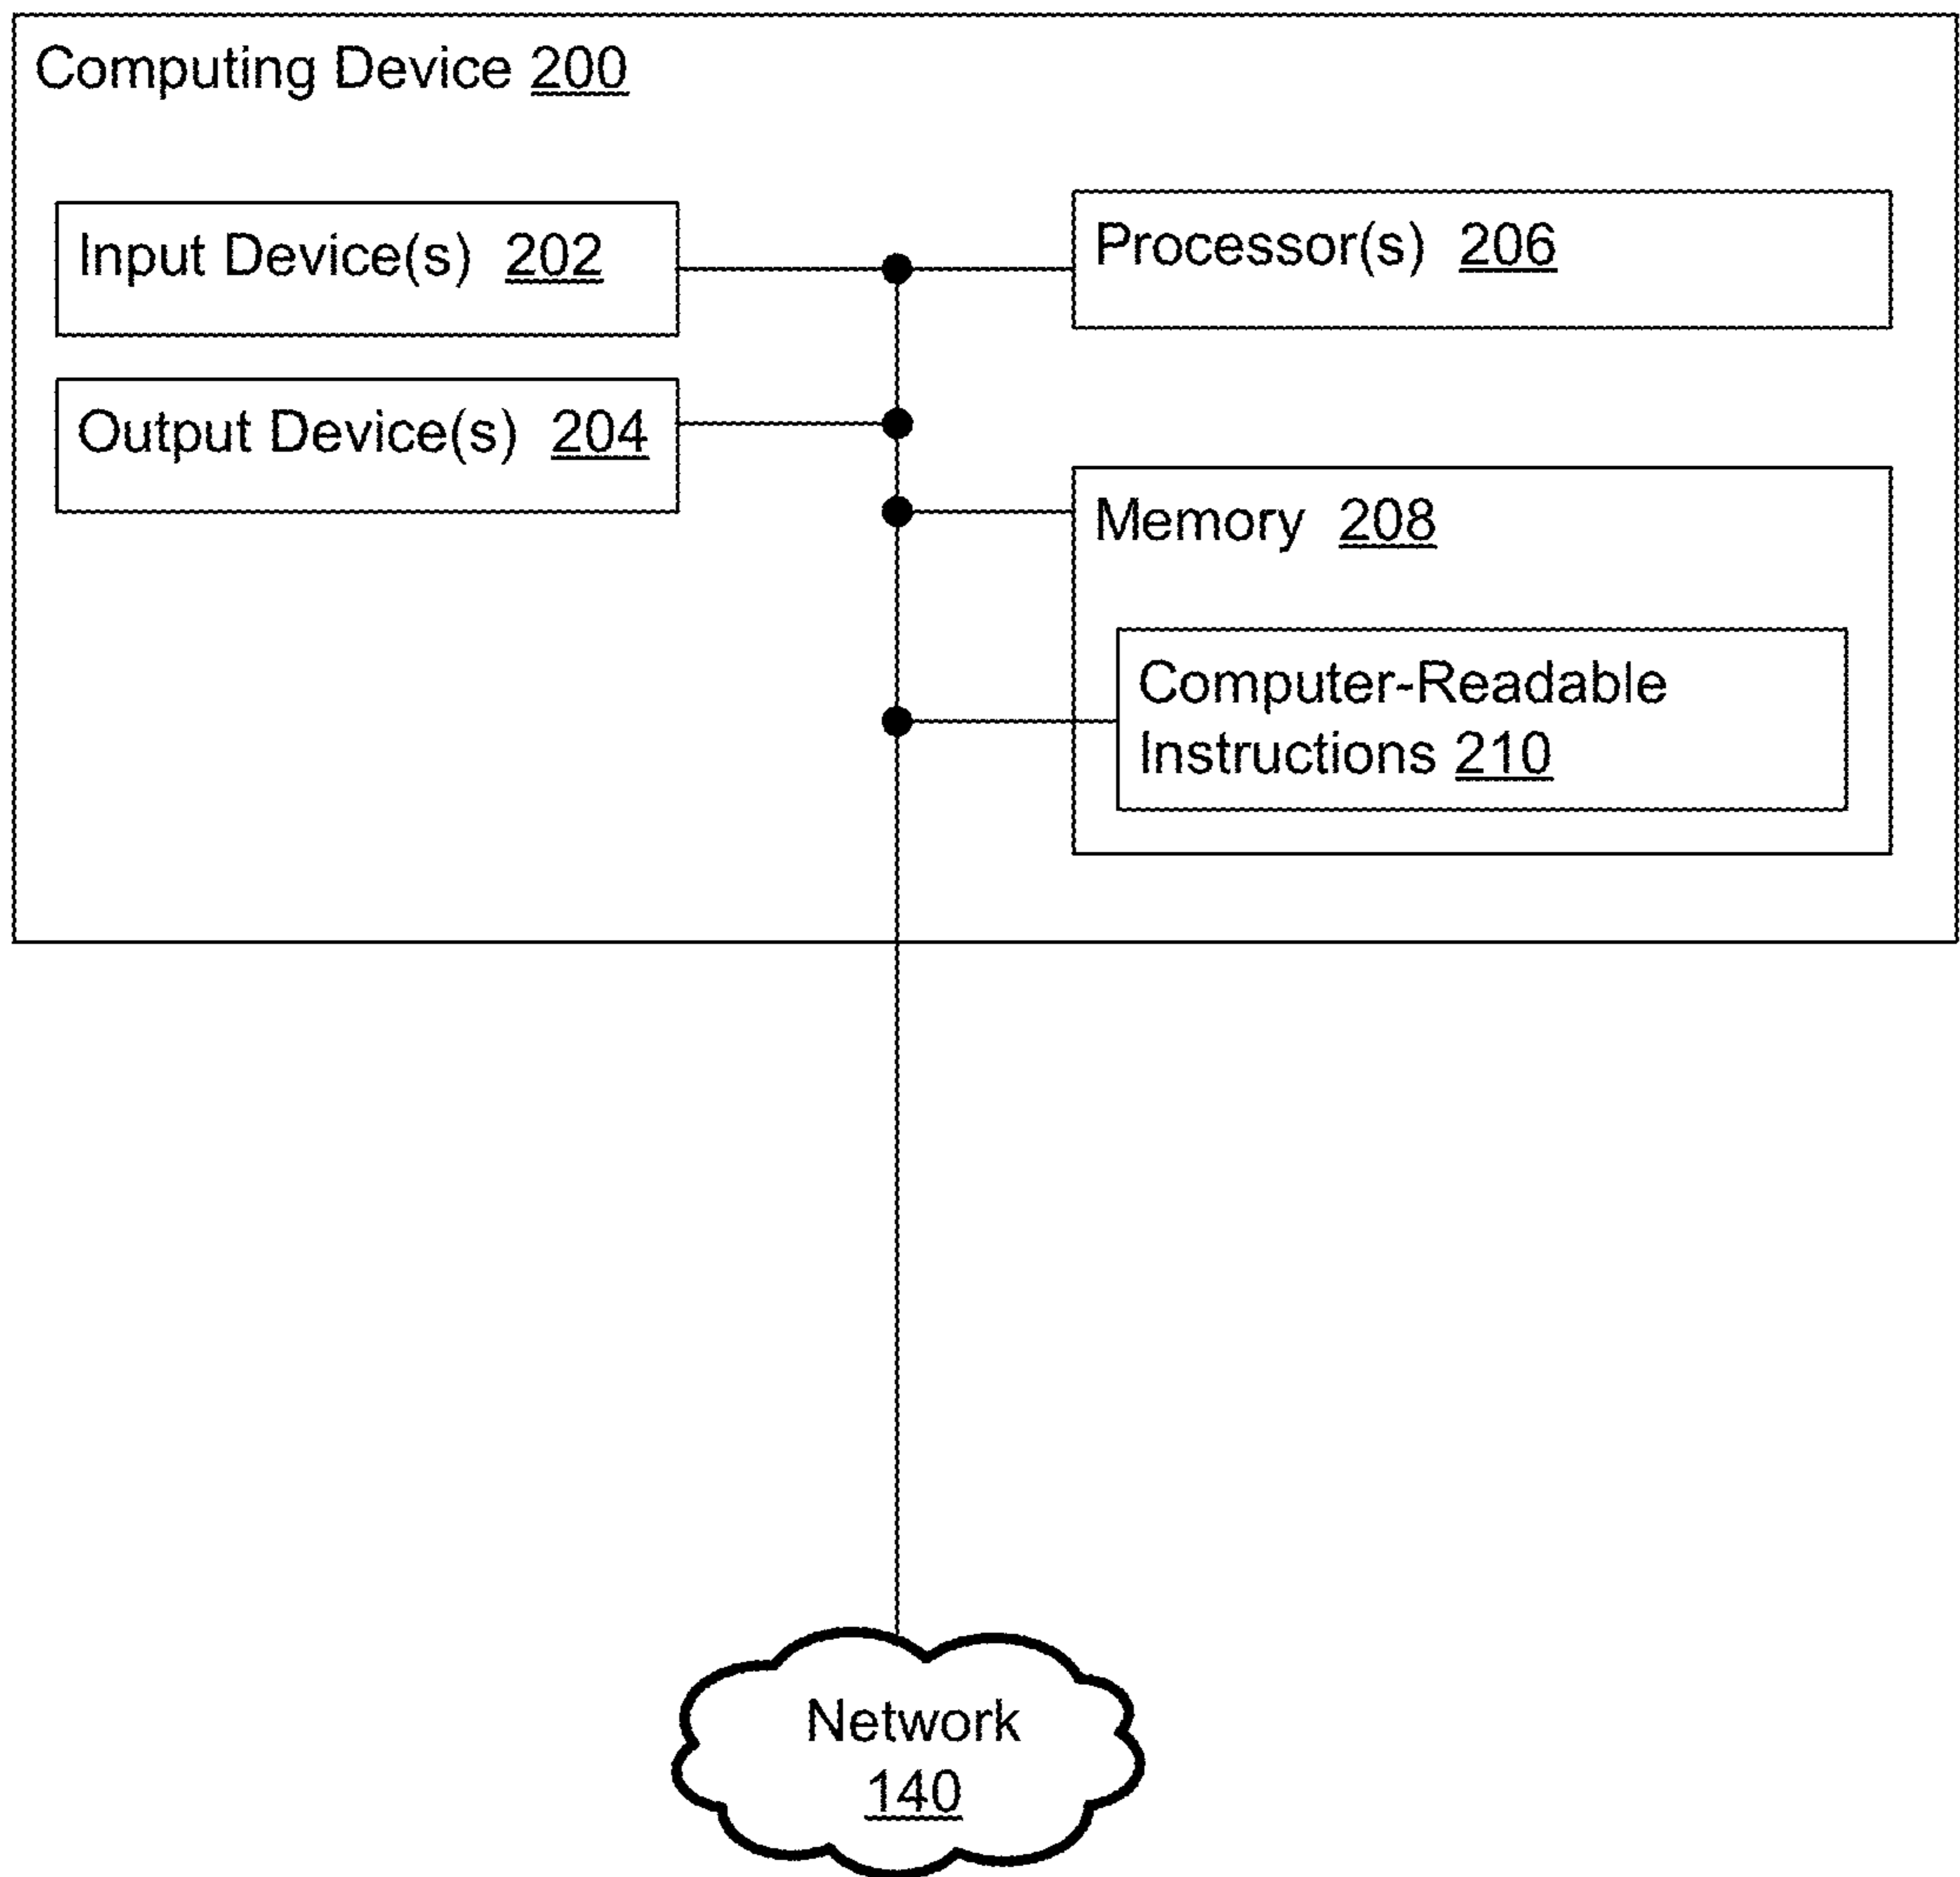 Computing Device 200
Input Device(s) 202
Processor(s) 206
Output Device(s) 204
Memory 208
Computer-Readable
Instructions 210
Network
140